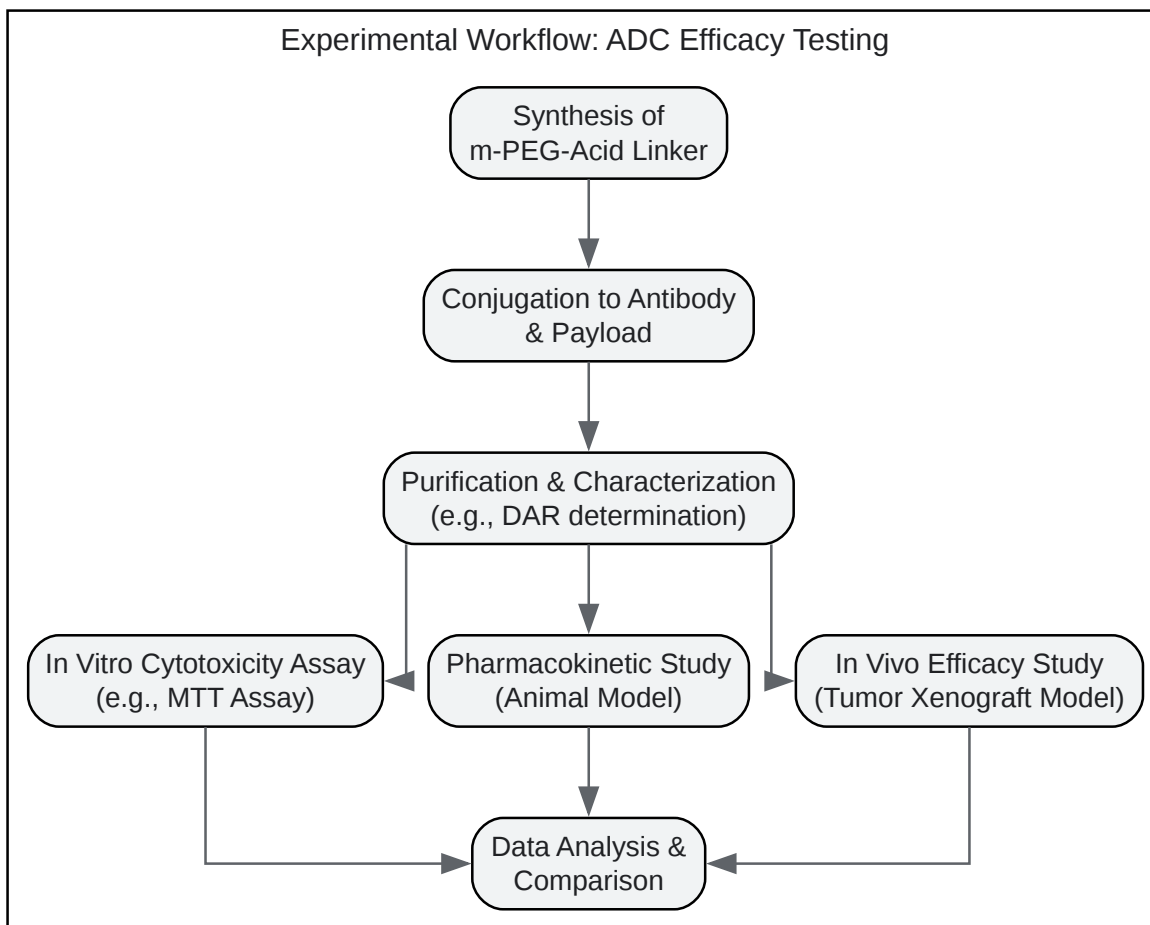 Experimental Workflow: ADC Efficacy Testing
Synthesis of
m-PEG-Acid Linker
Conjugation to Antibody
& Payload
Purification & Characterization
(e.g., DAR determination)
In Vitro Cytotoxicity Assay
(e.g., MTT Assay)
Pharmacokinetic Study
(Animal Model)
In Vivo Efficacy Study
(Tumor Xenograft Model)
Data Analysis &
Comparison